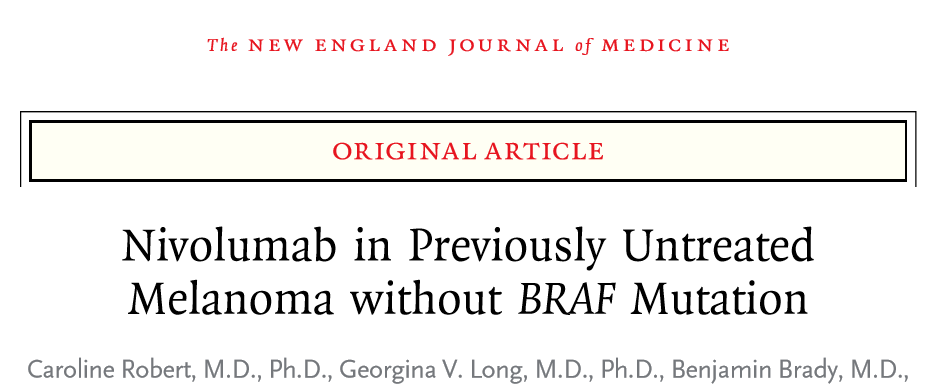 The NEW ENGLAND JOURNAL of MEDICINE
ORIGINAL ARTICLE
Nivolumab in Previously Untreated
Melanoma without BRAF Mutation
Caroline Robert, M.D., Ph.D., Georgina V. Long, M.D., Ph.D., Benjamin Brady, M.D.,